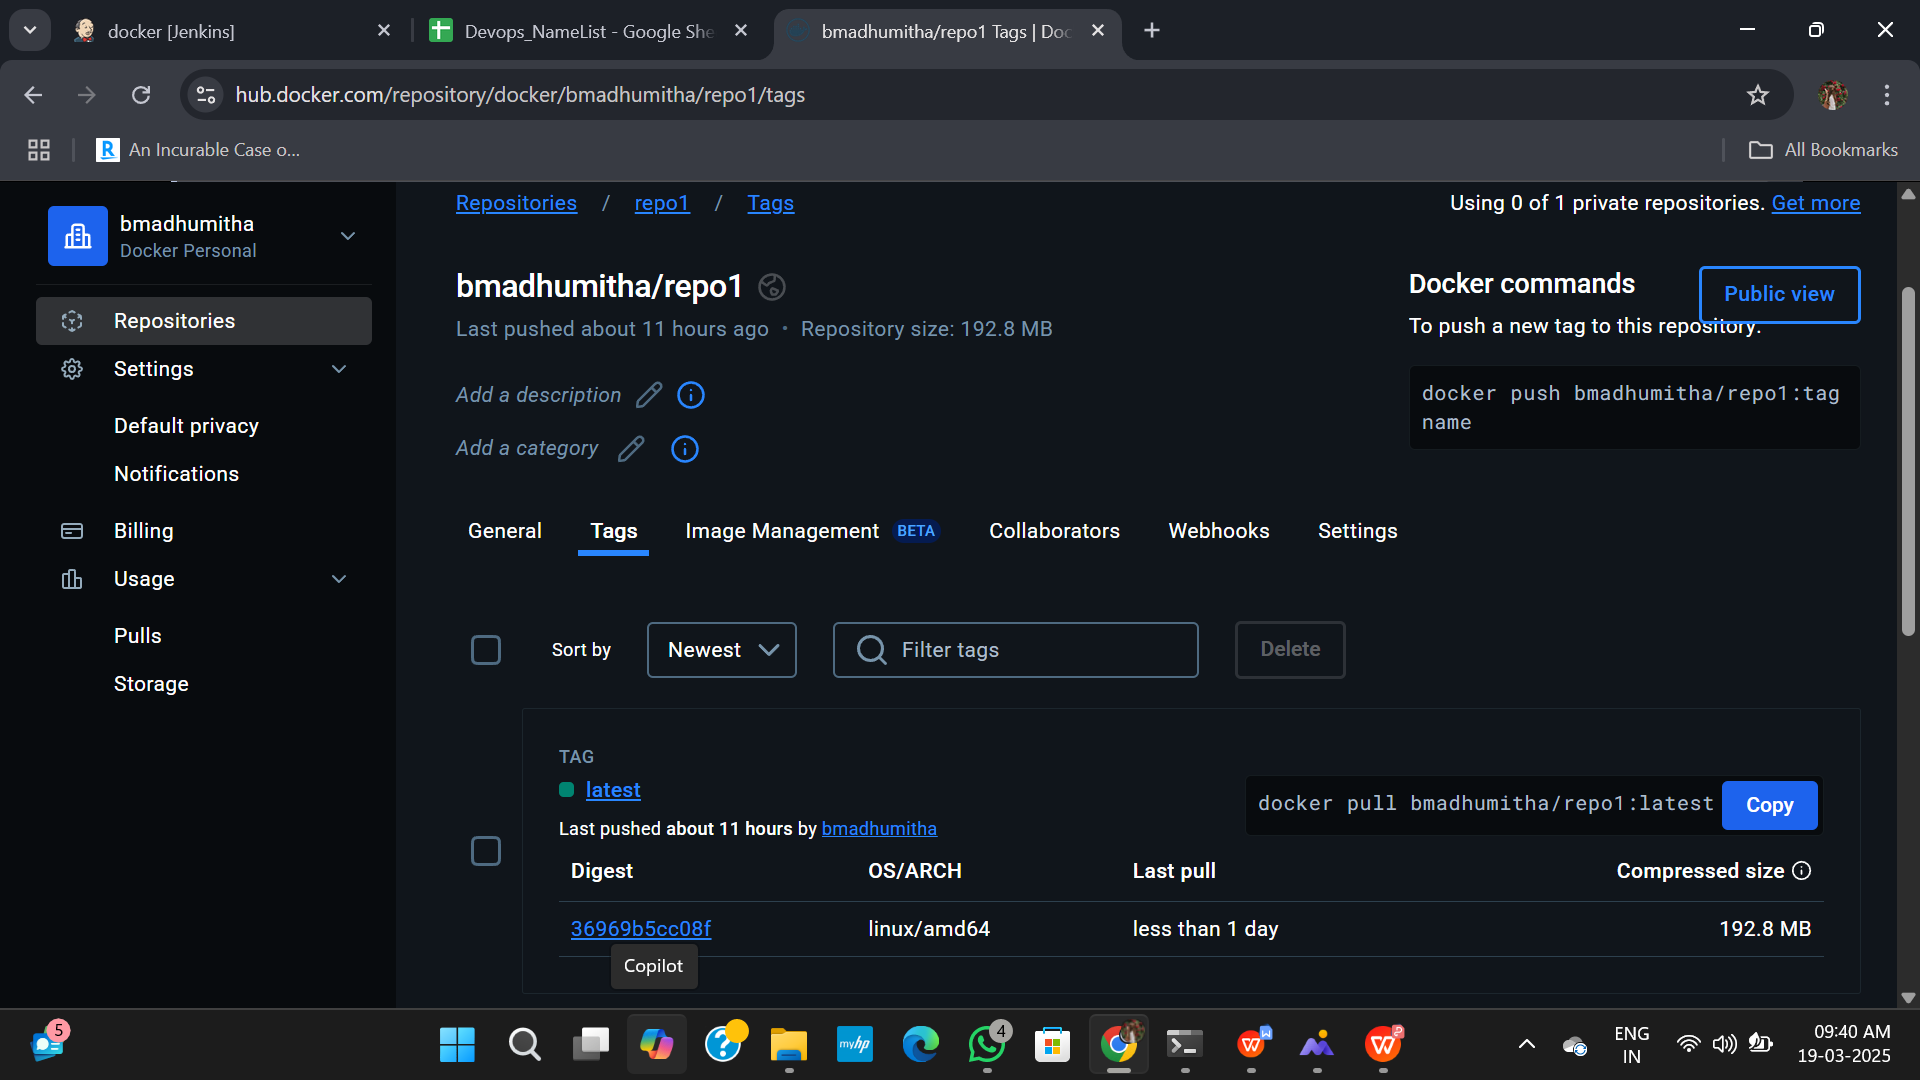 docker [Jenkins]
Devops_NameList - Google She
bmadhumitha/repo1 Tags | Doc
hub.docker.com/repository/docker/bmadhumitha/repo1/tags
An Incurable Case o...
All Bookmarks
bmadhumitha
Docker Personal
Repositories
Settings
Default privacy
Notifications
Billing
Usage
Pulls
Storage
Repositories / repo1 / Tags
Using 0 of 1 private repositories. Get more
bmadhumitha/repo1
Last pushed about 11 hours ago · Repository size: 192.8 MB
Add a description
Add a category
Docker commands
Public view
To push a new tag to this repository:
docker push bmadhumitha/repo1:tag
name
General Tags Image Management BETA Collaborators Webhooks Settings
Sort by Newest Filter tags Delete
TAG
latest
Last pushed about 11 hours by bmadhumitha
docker pull bmadhumitha/repo1:latest Copy
Digest OS/ARCH Last pull Compressed size
36969b5cc08f linux/amd64 less than 1 day 192.8 MB
Copilot
5
myhp
4
ENG
IN
09:40 AM
19-03-2025